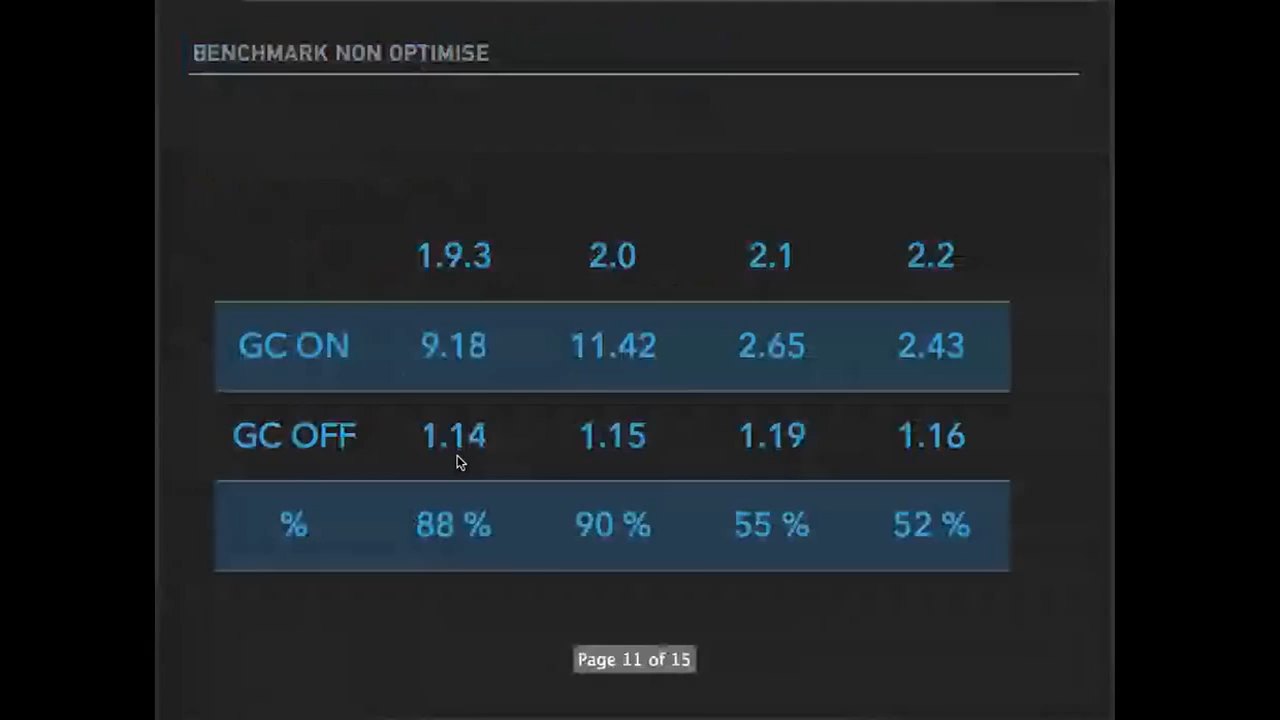 BENCHMARK NON OPTIMISE
1.9.3 2.0 2.1 2.2
GC ON 9.18 11.42 2.65 2.43
GC OFF 1.14 1.15 1.19 1.16
% 88 % 90 % 55 % 52 %
Page 11 of 15